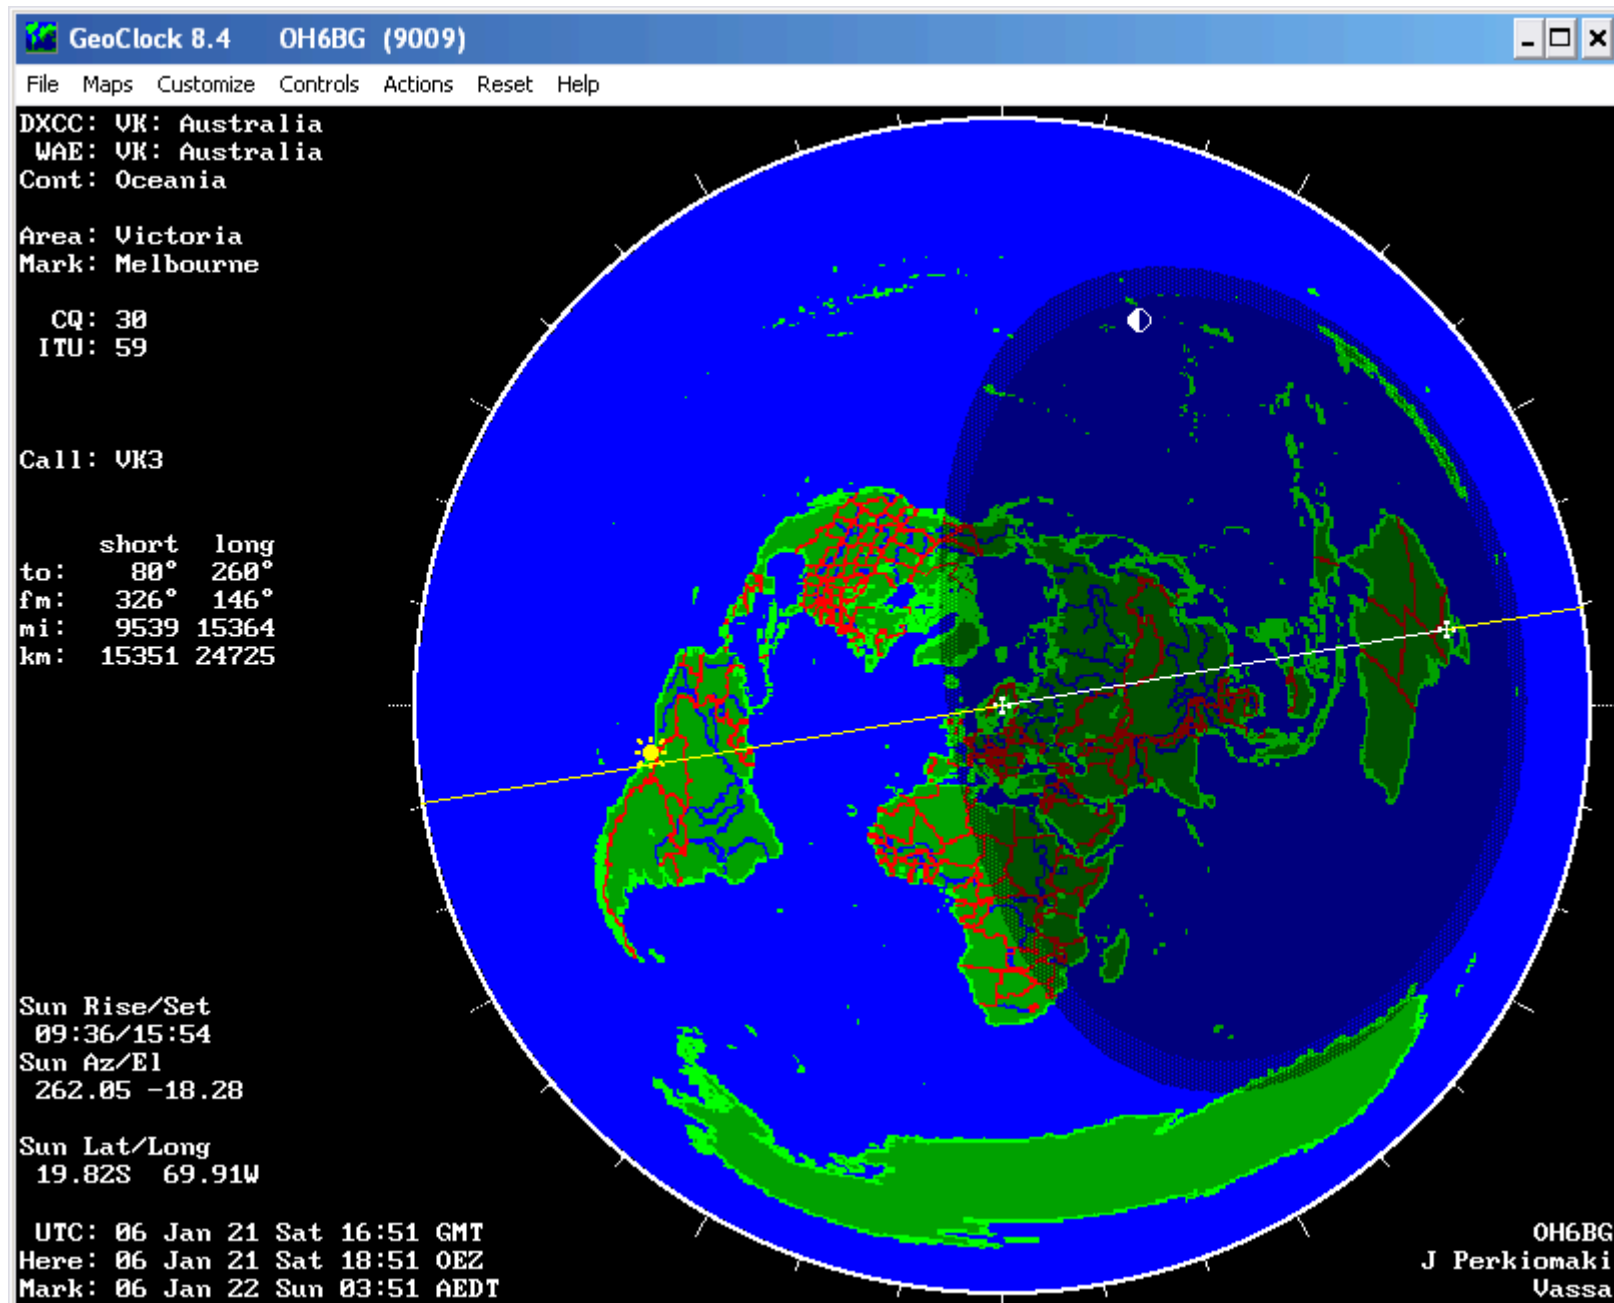 GeoClock 8.4 OH6BG (9009)
File Maps Customize Controls Actions Reset Help
DXCC: VK: Australia
WAE: VK: Australia
Cont: Oceania
Area: Victoria
Mark: Melbourne
CQ: 30
ITU: 59
Call: VK3
short long
to: 80° 260°
fm: 326° 146°
mi: 9539 15364
km: 15351 24725
Sun Rise/Set
09:36/15:54
Sun Az/El
262.05 -18.28
Sun Lat/Long
19.82S 69.91W
UTC: 06 Jan 21 Sat 16:51 GMT
Here: 06 Jan 21 Sat 18:51 OEZ
Mark: 06 Jan 22 Sun 03:51 AEDT
OH6BG
J Perkiomaki
Vassa